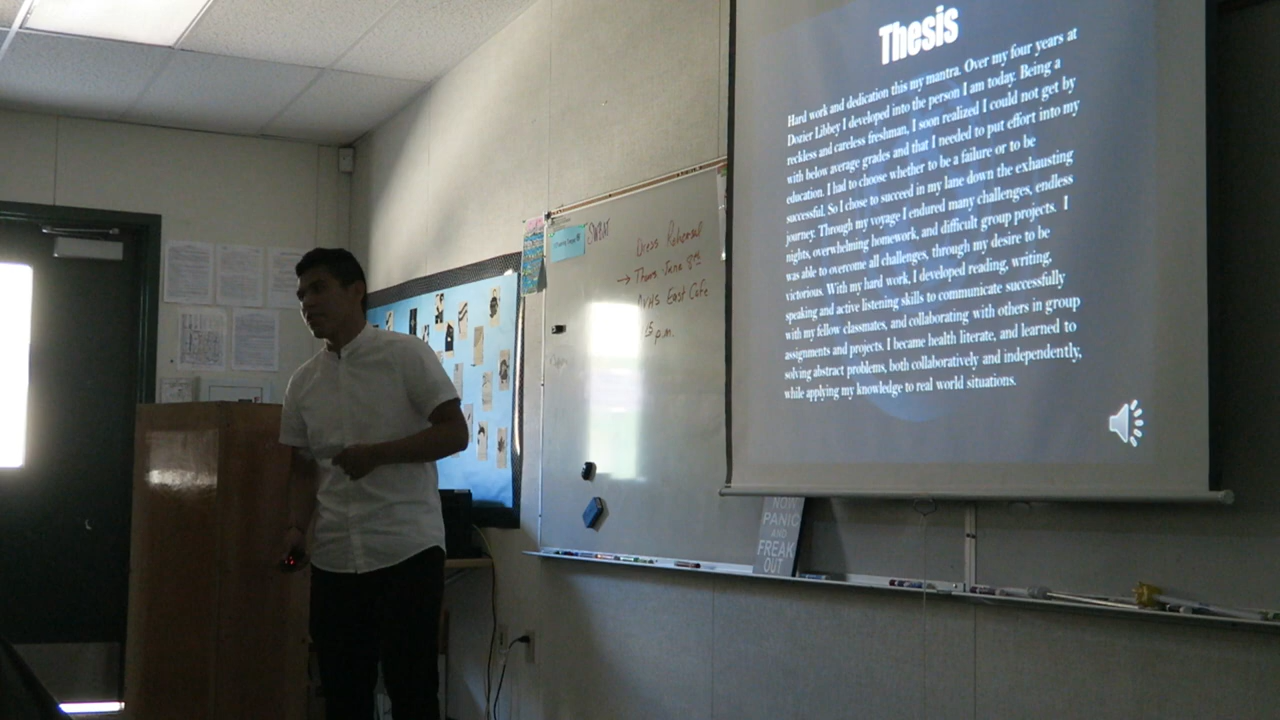 Thesis
Hard work and dedication this my mantra. Over my four years at
Dozier Libbey I developed into the person I am today. Being a
reckless and careless freshman, I soon realized I could not get by
with below average grades and that I needed to put effort into my
education. I had to choose whether to be a failure or to be
successful. So I chose to succeed in my lane down the exhausting
journey. Through my voyage I endured many challenges, endless
nights, overwhelming homework, and difficult group projects. I
was able to overcome all challenges, through my desire to be
victorious. With my hard work, I developed reading, writing,
speaking and active listening skills to communicate successfully
with my fellow classmates, and collaborating with others in group
assignments and projects. I became health literate, and learned to
solving abstract problems, both collaboratively and independently,
while applying my knowledge to real world situations.
SWBAT
Dress Rehersal
→ Thurs June 8th
East Cafe
p.m.
NOW
PANIC
AND
FREAK
OUT